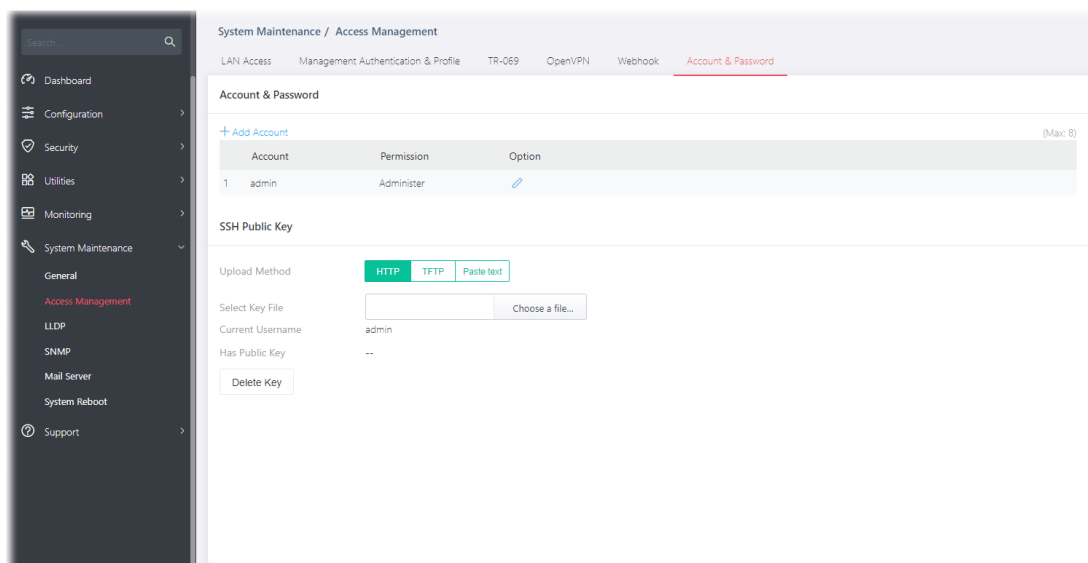 Search...
Dashboard
Configuration
Security
Utilities
Monitoring
System Maintenance
General
Access Management
LLDP
SNMP
Mail Server
System Reboot
Support
System Maintenance / Access Management
LAN Access Management Authentication & Profile TR-069 OpenVPN Webhook Account & Password
Account & Password
+ Add Account (Max: 8)
Account Permission Option
1 admin Administer
SSH Public Key
Upload Method HTTP TFTP Paste text
Select Key File Choose a file...
Current Username admin
Has Public Key --
Delete Key